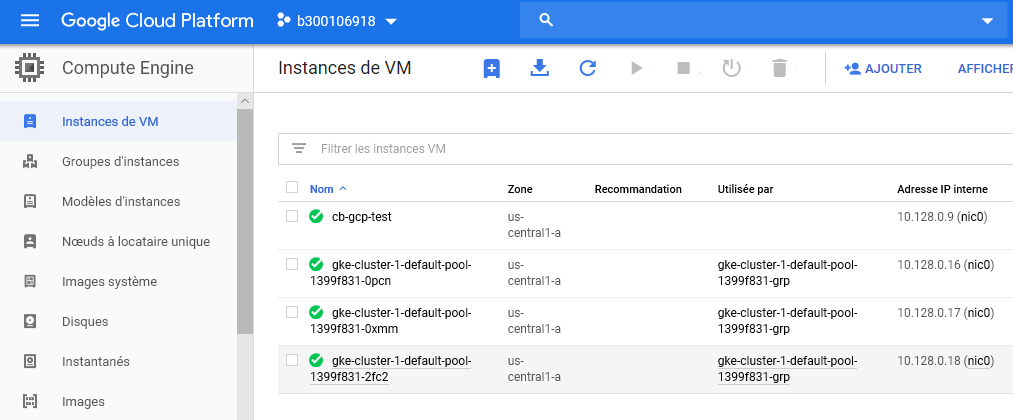 Google Cloud Platform b300106918
Compute Engine
Instances de VM
AJOUTER
AFFICHER
Instances de VM
Groupes d'instances
Modèles d'instances
Nœuds à locataire unique
Images système
Disques
Instantanés
Images
Filtrer les instances VM
Nom Zone Recommandation Utilisée par Adresse IP interne
cb-gcp-test us- 10.128.0.9 (nic0)
central1-a
gke-cluster-1-default-pool- us- gke-cluster-1-default-pool- 10.128.0.16 (nic0)
1399f831-0pcn central1-a 1399f831-grp
gke-cluster-1-default-pool- us- gke-cluster-1-default-pool- 10.128.0.17 (nic0)
1399f831-0xmm central1-a 1399f831-grp
gke-cluster-1-default-pool- us- gke-cluster-1-default-pool- 10.128.0.18 (nic0)
1399f831-2fc2 central1-a 1399f831-grp